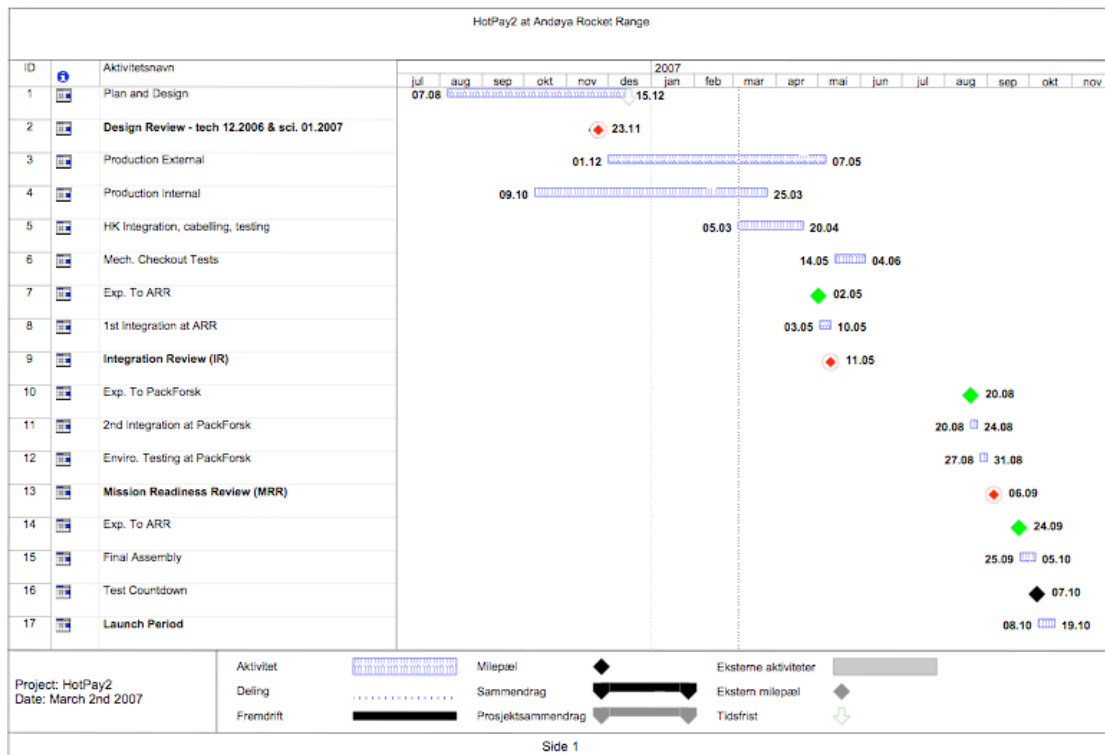 HotPay2 at Andøya Rocket Range
ID Aktivitetsnavn 2007
jul aug sep okt nov des jan feb mar apr mai jun jul aug sep okt nov
1 Plan and Design 07.08 15.12
2 Design Review - tech 12.2006 & sci. 01.2007 23.11
3 Production External 01.12 07.05
4 Production Internal 09.10 25.03
5 HK Integration, cabelling, testing 05.03 20.04
6 Mech. Checkout Tests 14.05 04.06
7 Exp. To ARR 02.05
8 1st Integration at ARR 03.05 10.05
9 Integration Review (IR) 11.05
10 Exp. To PackForsk 20.08
11 2nd Integration at PackForsk 20.08 24.08
12 Enviro. Testing at PackForsk 27.08 31.08
13 Mission Readiness Review (MRR) 06.09
14 Exp. To ARR 24.09
15 Final Assembly 25.09 05.10
16 Test Countdown 07.10
17 Launch Period 08.10 19.10
Project: HotPay2
Date: March 2nd 2007
Aktivitet Milepæl Eksterne aktiviteter
Deling Sammendrag Ekstern milepæl
Fremdrift Prosjektsammendrag Tidsfrist
Side 1